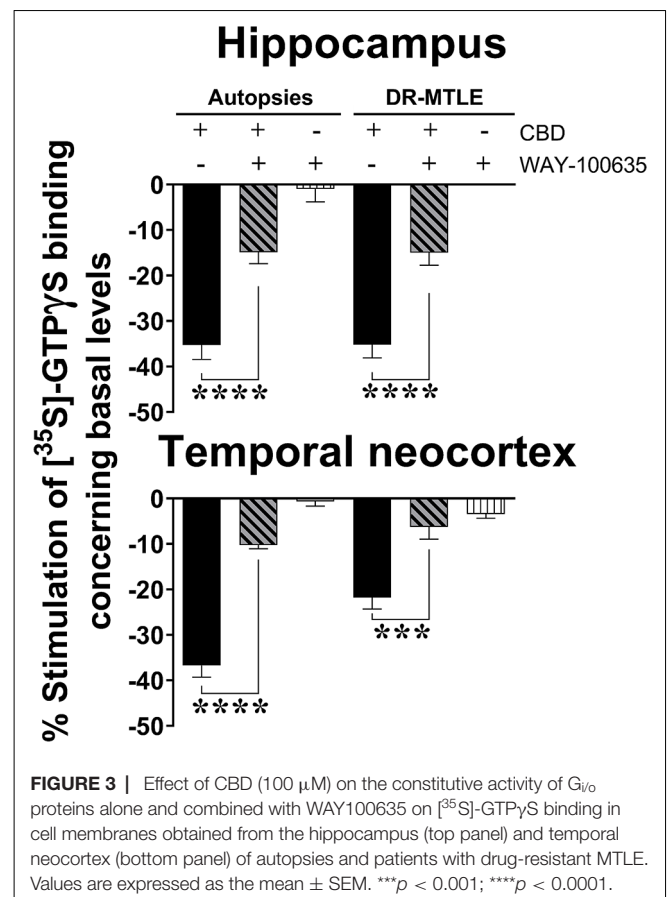 Hippocampus
Autopsies DR-MTLE
+ + - + + - CBD
- + + - + + WAY-100635
0
-10
-20
-30
-40
-50
**** ****
% Stimulation of [³⁵S]-GTPγS binding
concerning basal levels
Temporal neocortex
0
-10
-20
-30
-40
-50
***
****
FIGURE 3 | Effect of CBD (100 μM) on the constitutive activity of Gi/o
proteins alone and combined with WAY100635 on [³⁵S]-GTPγS binding in
cell membranes obtained from the hippocampus (top panel) and temporal
neocortex (bottom panel) of autopsies and patients with drug-resistant MTLE.
Values are expressed as the mean ± SEM. ***p < 0.001; ****p < 0.0001.